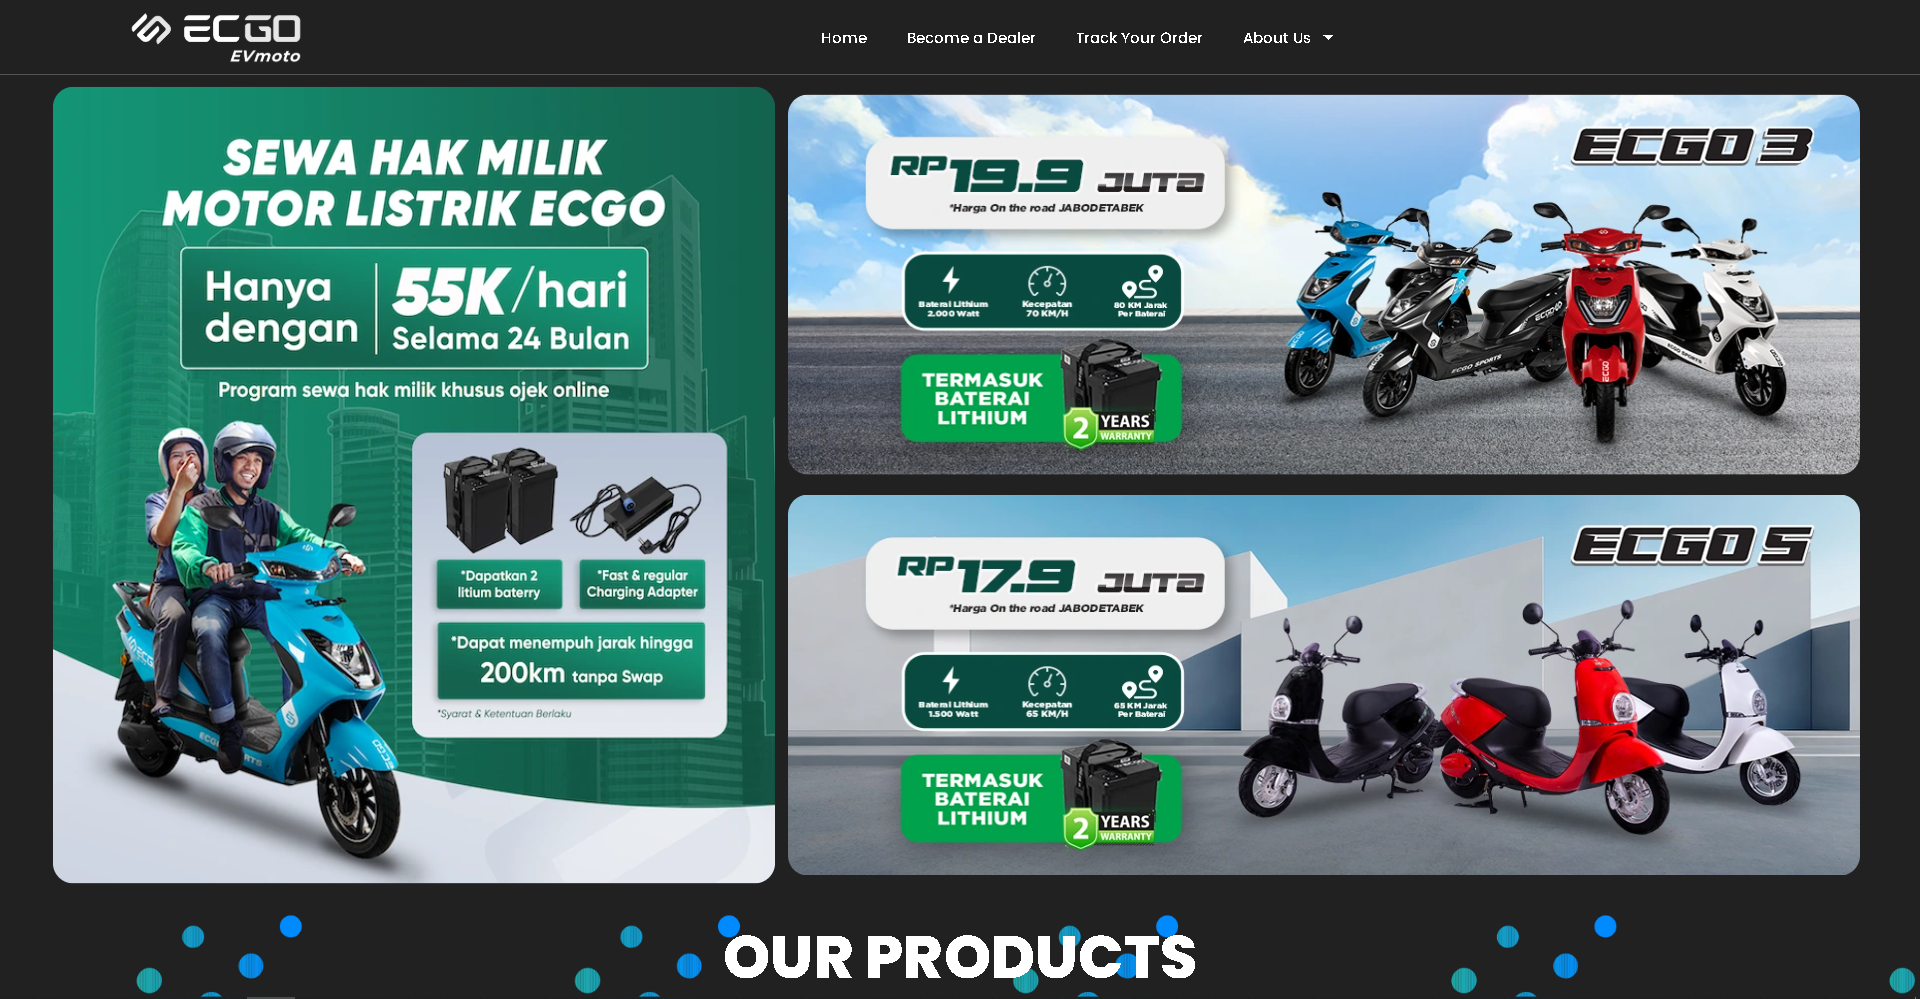 ECGO
EVmoto
Home
Become a Dealer
Track Your Order
About Us
SEWA HAK MILIK
MOTOR LISTRIK ECGO
Hanya
dengan
55K/hari
Selama 24 Bulan
Program sewa hak milik khusus ojek online
*Dapatkan 2
litium baterry
*Fast & regular
Charging Adapter
*Dapat menempuh jarak hingga
200km tanpa Swap
*Syarat & Ketentuan Berlaku
ECGO 3
RP 19.9 JUTA
*Harga On the road JABODETABEK
Baterai Lithium
2.000 Watt
Kecepatan
70 KM/H
80 KM Jarak
Per Baterai
TERMASUK
BATERAI
LITHIUM
2 YEARS
WARRANTY
ECGO SPORTS
ECGO
ECGO S
RP 17.9 JUTA
*Harga On the road JABODETABEK
Baterai Lithium
1.500 Watt
Kecepatan
65 KM/H
65 KM Jarak
Per Baterai
TERMASUK
BATERAI
LITHIUM
2 YEARS
WARRANTY
OUR PRODUCTS